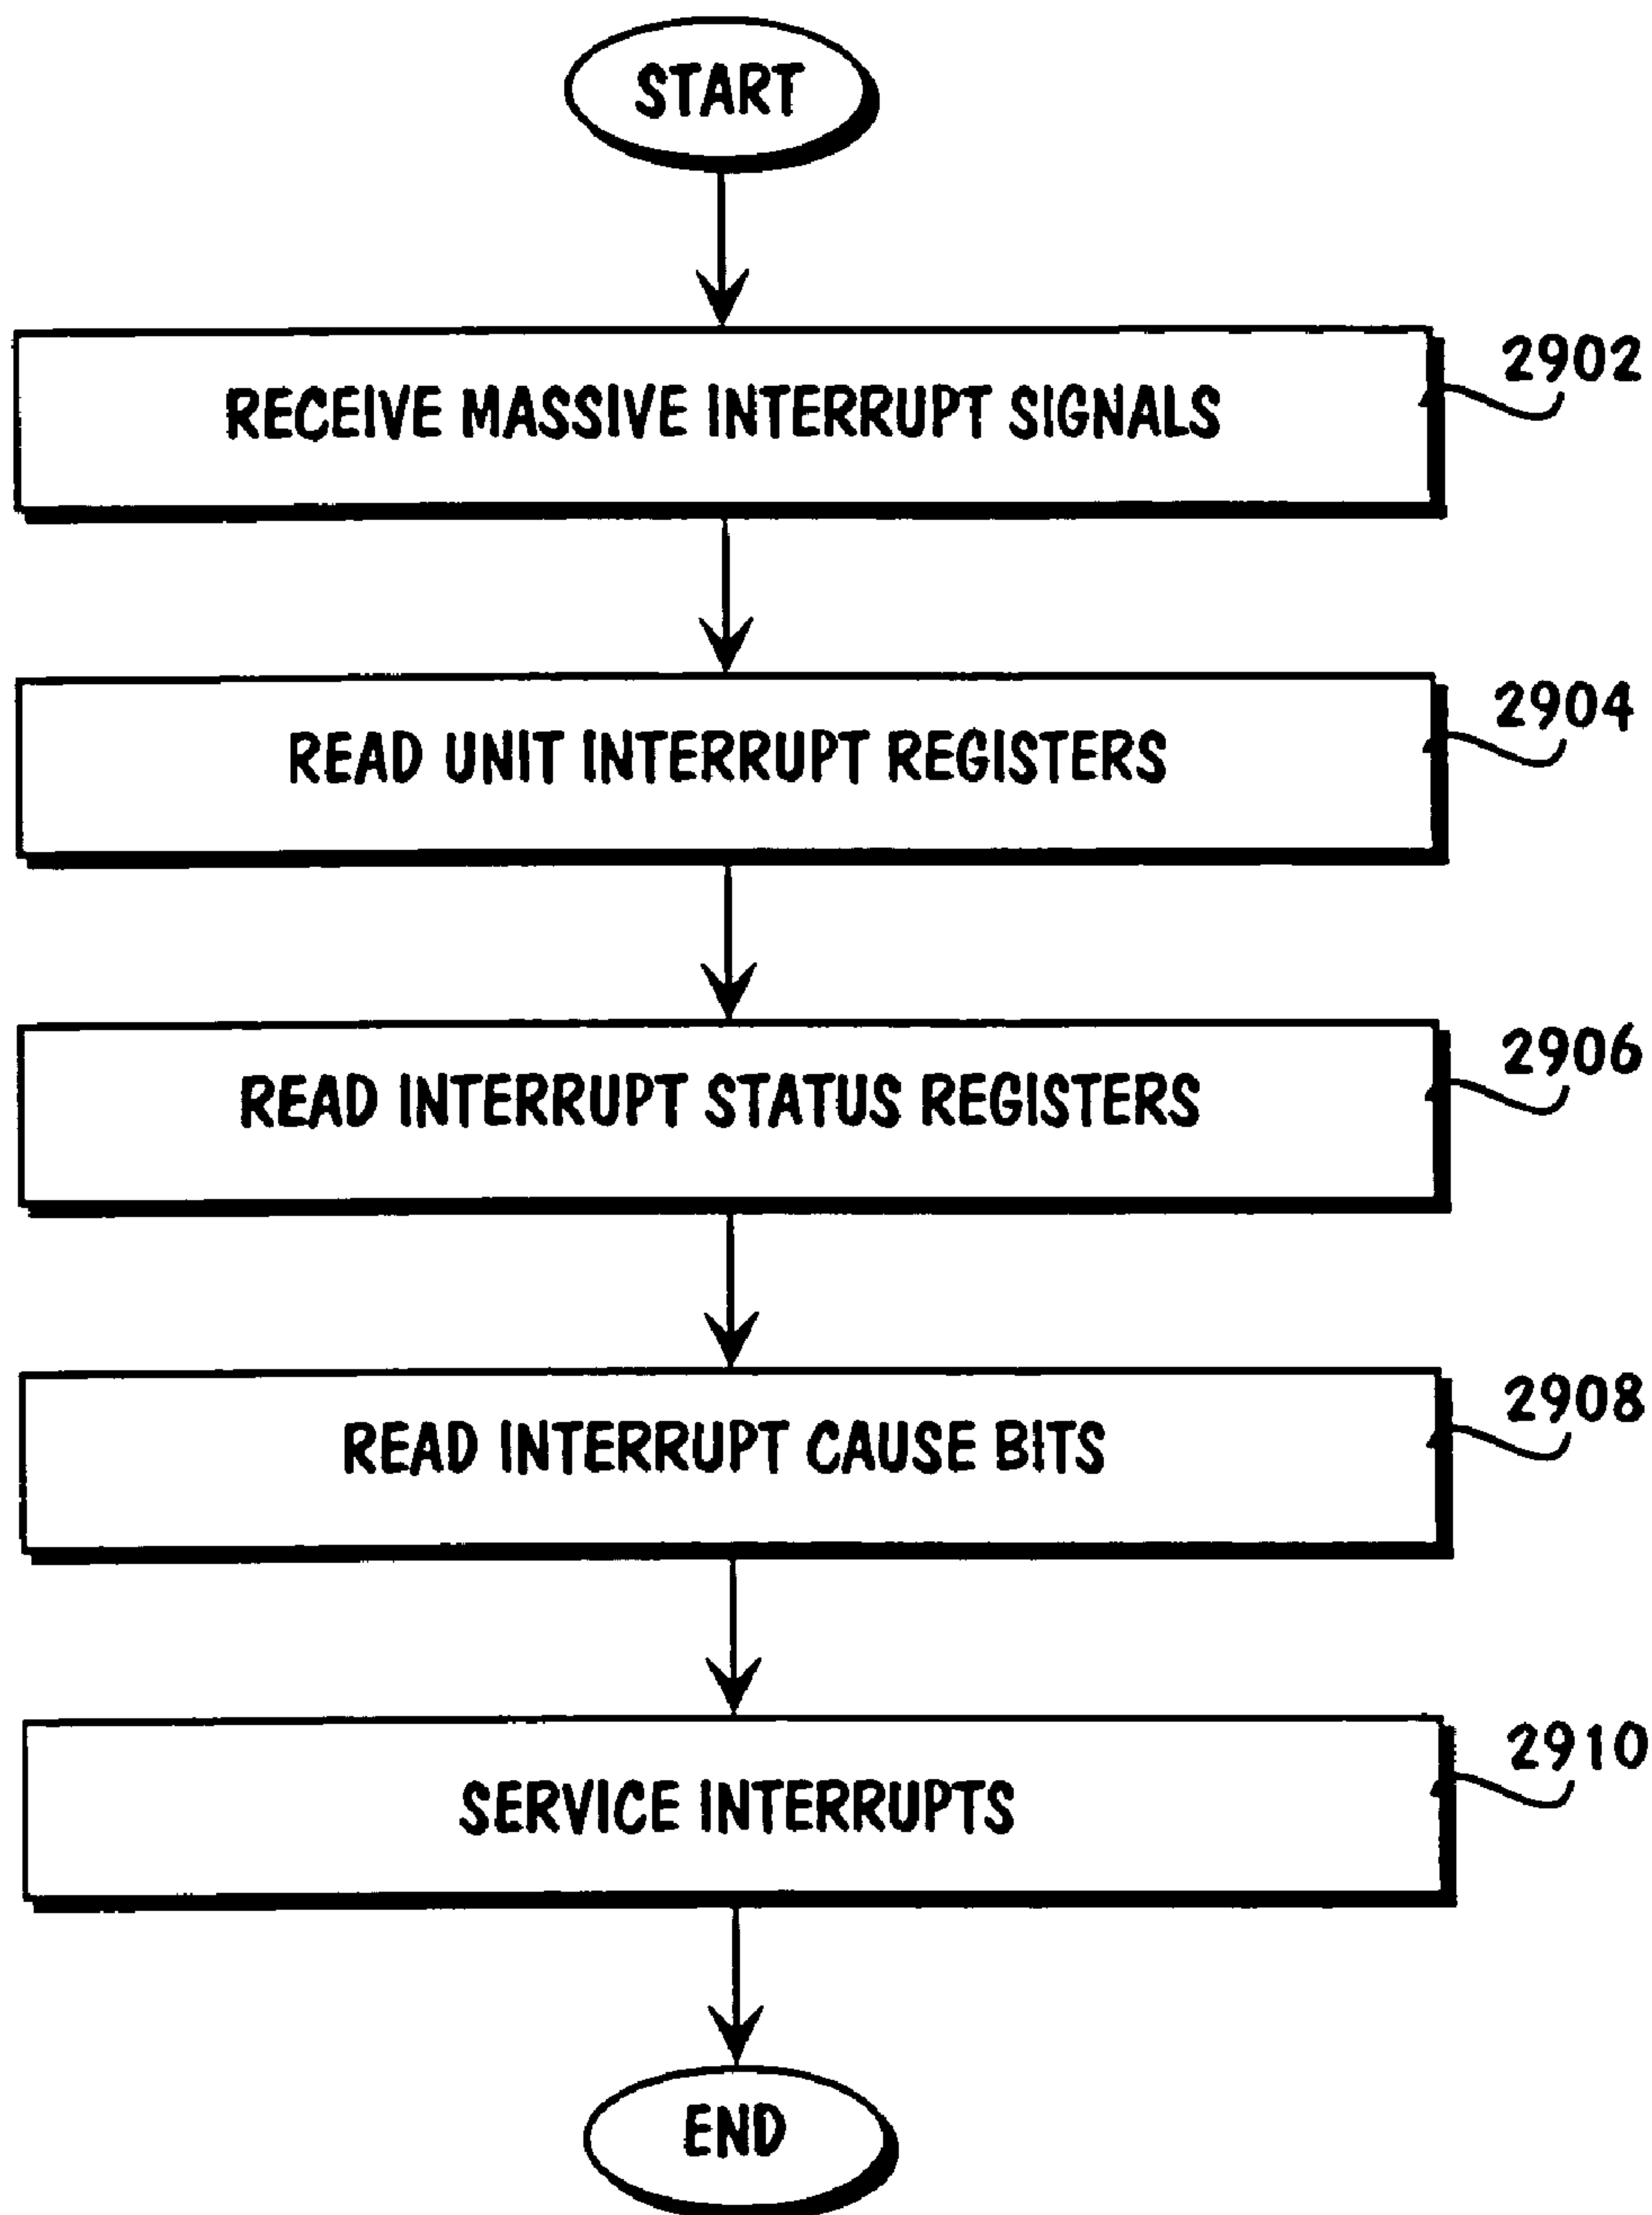 START
RECEIVE MASSIVE INTERRUPT SIGNALS
2902
READ UNIT INTERRUPT REGISTERS
2904
READ INTERRUPT STATUS REGISTERS
2906
READ INTERRUPT CAUSE BITS
2908
SERVICE INTERRUPTS
2910
END